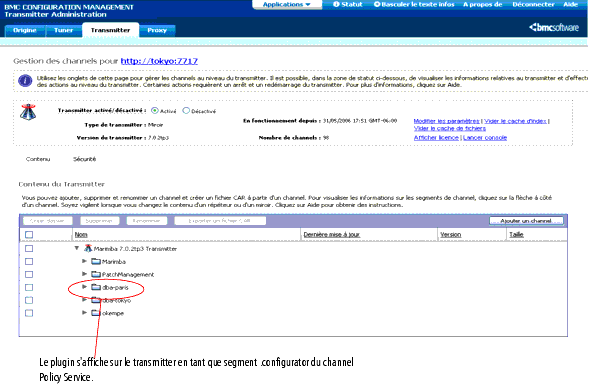 BMC CONFIGURATION MANAGEMENT
Transmitter Administration
Applications
Statut
Basculer le texte infos
A propos de
Déconnecter
Aide
Origine
Tuner
Transmitter
Proxy
bmcsoftware
Gestion des channels pour http://tokyo:7717
Utilisez les onglets de cette page pour gérer les channels au niveau du transmitter. Il est possible, dans la zone de statut ci-dessous, de visualiser les informations relatives au transmitter et d'effect
des actions au niveau du transmitter. Certaines actions requièrent un arrêt et un redémarrage du transmitter. Pour plus d'informations, cliquez sur Aide.
Transmitter activé/désactivé : Activé Désactivé
Type de transmitter : Miroir
Version du transmitter : 7.0.2tp3
En fonctionnement depuis : 31/05/2006 17:51 GMT-06:00
Nombre de channels : 98
Modifier les paramètres | Vider le cache d'index |
Vider le cache de fichiers
Afficher licence | Lancer console
Contenu
Sécurité
Contenu du Transmitter
Vous pouvez ajouter, supprimer et renommer un channel et créer un fichier CAR à partir d'un channel. Pour visualiser les informations sur les segments de channel, cliquez sur la flèche à côté
d'un channel. Soyez vigilent lorsque vous changez le contenu d'un répéteur ou d'un miroir. Cliquez sur Aide pour obtenir des instructions.
Supprimer
Renommer
Ajouter un channel
Nom
Dernière mise à jour
Version
Taille
Marimba 7.0.2tp3 Transmitter
Marimba
PatchManagement
dba-paris
dba-tokyo
okempe
Le plugin s'affiche sur le transmitter en tant que segment .configurator du channel
Policy Service.